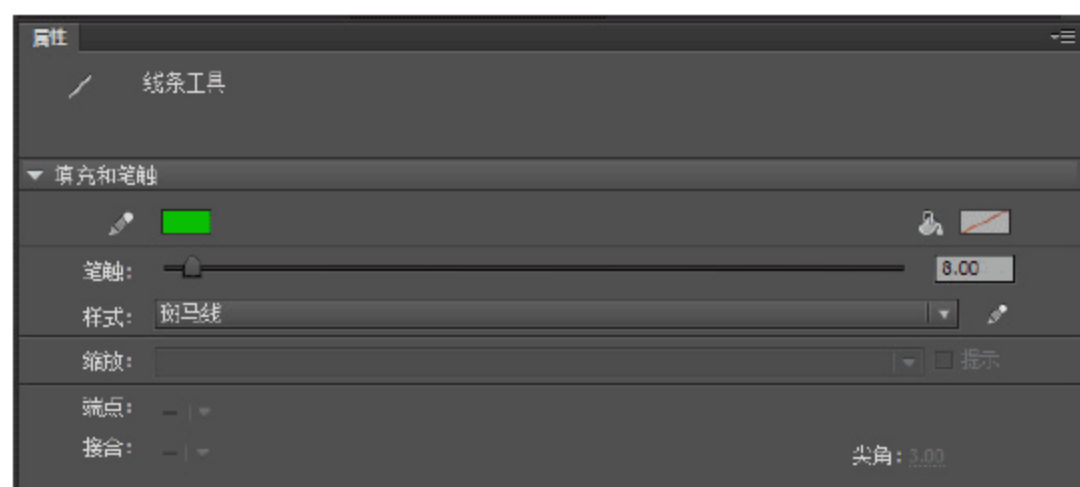 属性
线条工具
填充和笔触
笔触: 8.00
样式: 斑马线
缩放: 提示
端点:
接合: 尖角: 3.00